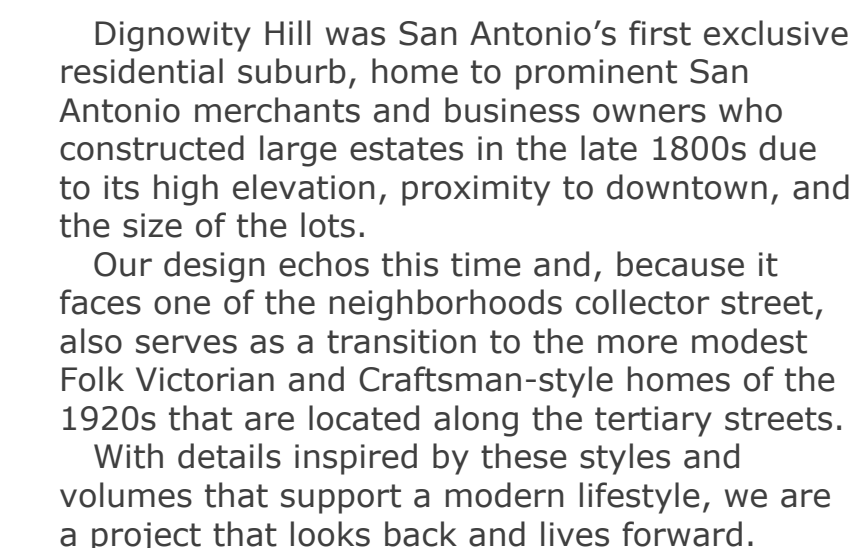 Dignowity Hill was San Antonio’s first exclusive
residential suburb, home to prominent San
Antonio merchants and business owners who
constructed large estates in the late 1800s due
to its high elevation, proximity to downtown, and
the size of the lots.
Our design echos this time and, because it
faces one of the neighborhoods collector street,
also serves as a transition to the more modest
Folk Victorian and Craftsman-style homes of the
1920s that are located along the tertiary streets.
With details inspired by these styles and
volumes that support a modern lifestyle, we are
a project that looks back and lives forward.